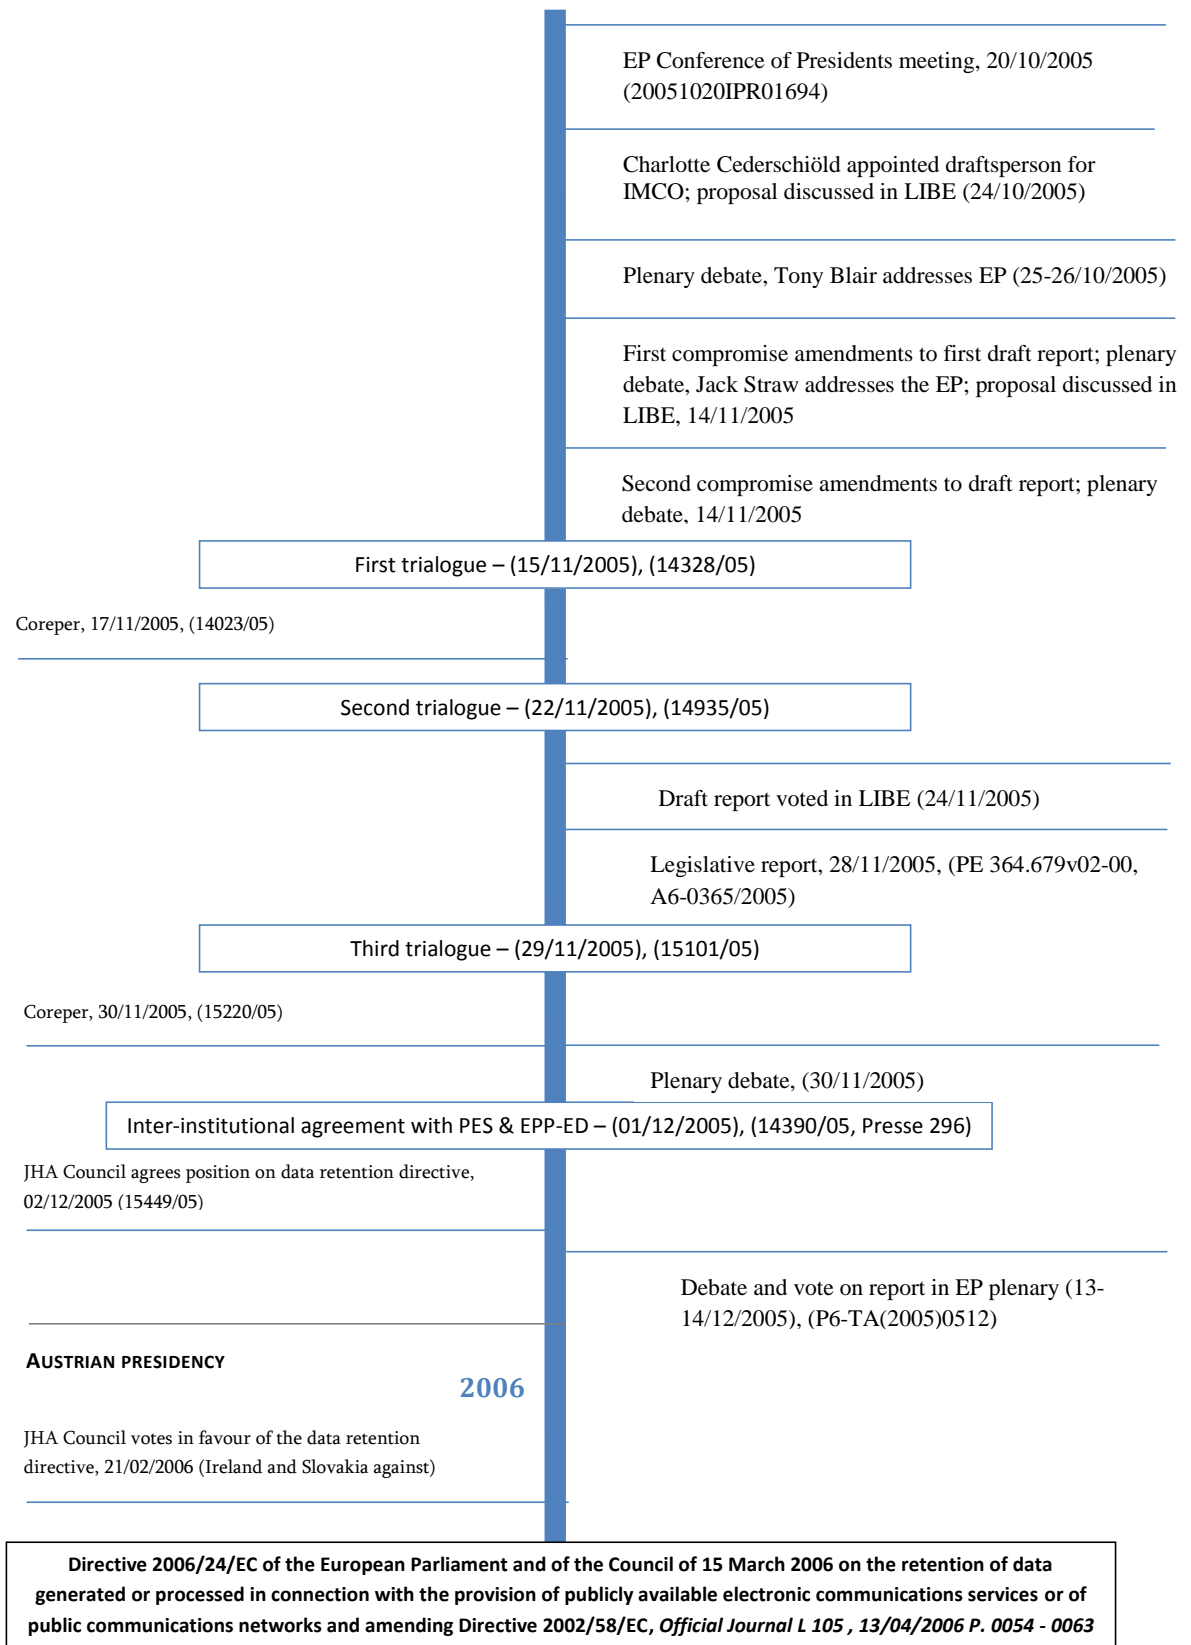 EP Conference of Presidents meeting, 20/10/2005
(20051020IPR01694)
Charlotte Cederschiöld appointed draftsperson for
IMCO; proposal discussed in LIBE (24/10/2005)
Plenary debate, Tony Blair addresses EP (25-26/10/2005)
First compromise amendments to first draft report; plenary
debate, Jack Straw addresses the EP; proposal discussed in
LIBE, 14/11/2005
Second compromise amendments to draft report; plenary
debate, 14/11/2005
First trialogue – (15/11/2005), (14328/05)
Coreper, 17/11/2005, (14023/05)
Second trialogue – (22/11/2005), (14935/05)
Draft report voted in LIBE (24/11/2005)
Legislative report, 28/11/2005, (PE 364.679v02-00,
A6-0365/2005)
Third trialogue – (29/11/2005), (15101/05)
Coreper, 30/11/2005, (15220/05)
Plenary debate, (30/11/2005)
Inter-institutional agreement with PES & EPP-ED – (01/12/2005), (14390/05, Presse 296)
JHA Council agrees position on data retention directive,
02/12/2005 (15449/05)
Debate and vote on report in EP plenary (13-
14/12/2005), (P6-TA(2005)0512)
AUSTRIAN PRESIDENCY
2006
JHA Council votes in favour of the data retention
directive, 21/02/2006 (Ireland and Slovakia against)
Directive 2006/24/EC of the European Parliament and of the Council of 15 March 2006 on the retention of data
generated or processed in connection with the provision of publicly available electronic communications services or of
public communications networks and amending Directive 2002/58/EC, Official Journal L 105 , 13/04/2006 P. 0054 - 0063